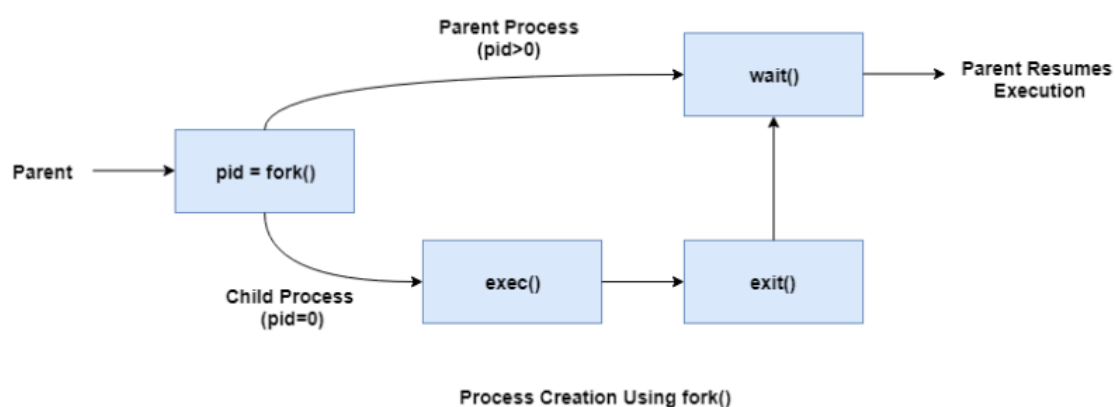 Parent Process
(pid>0)
wait()
Parent Resumes
Execution
Parent
pid = fork()
Child Process
(pid=0)
exec()
exit()
Process Creation Using fork()